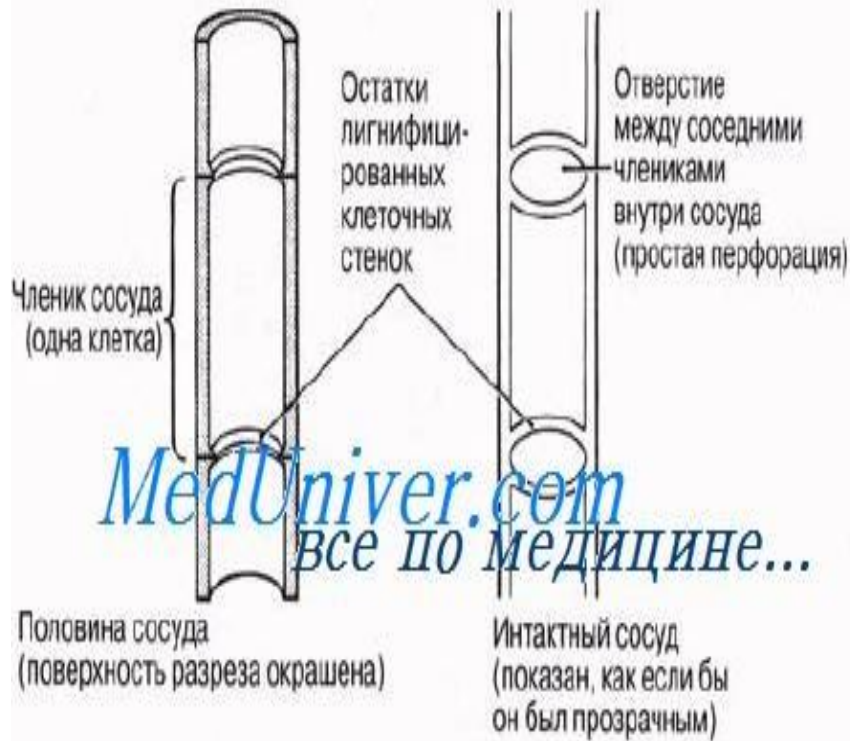 Остатки
лигнифици-
рованных
клеточных
стенок
Отверстие
между соседними
члениками
внутри сосуда
(простая перфорация)
Членик сосуда
(одна клетка)
MedUniver.com
все по медицине...
Половина сосуда
(поверхность разреза окрашена)
Интактный сосуд
(показан, как если бы
он был прозрачным)